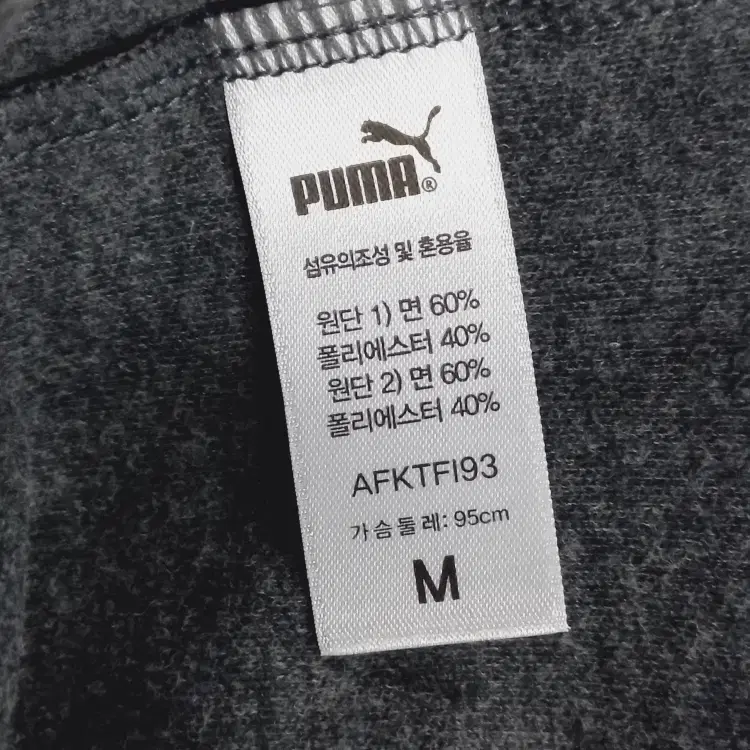 PUMA®
섬유의조성 및 혼용율
원단 1) 면 60%
폴리에스터 40%
원단 2) 면 60%
폴리에스터 40%
AFKTFI93
가슴둘레: 95cm
M